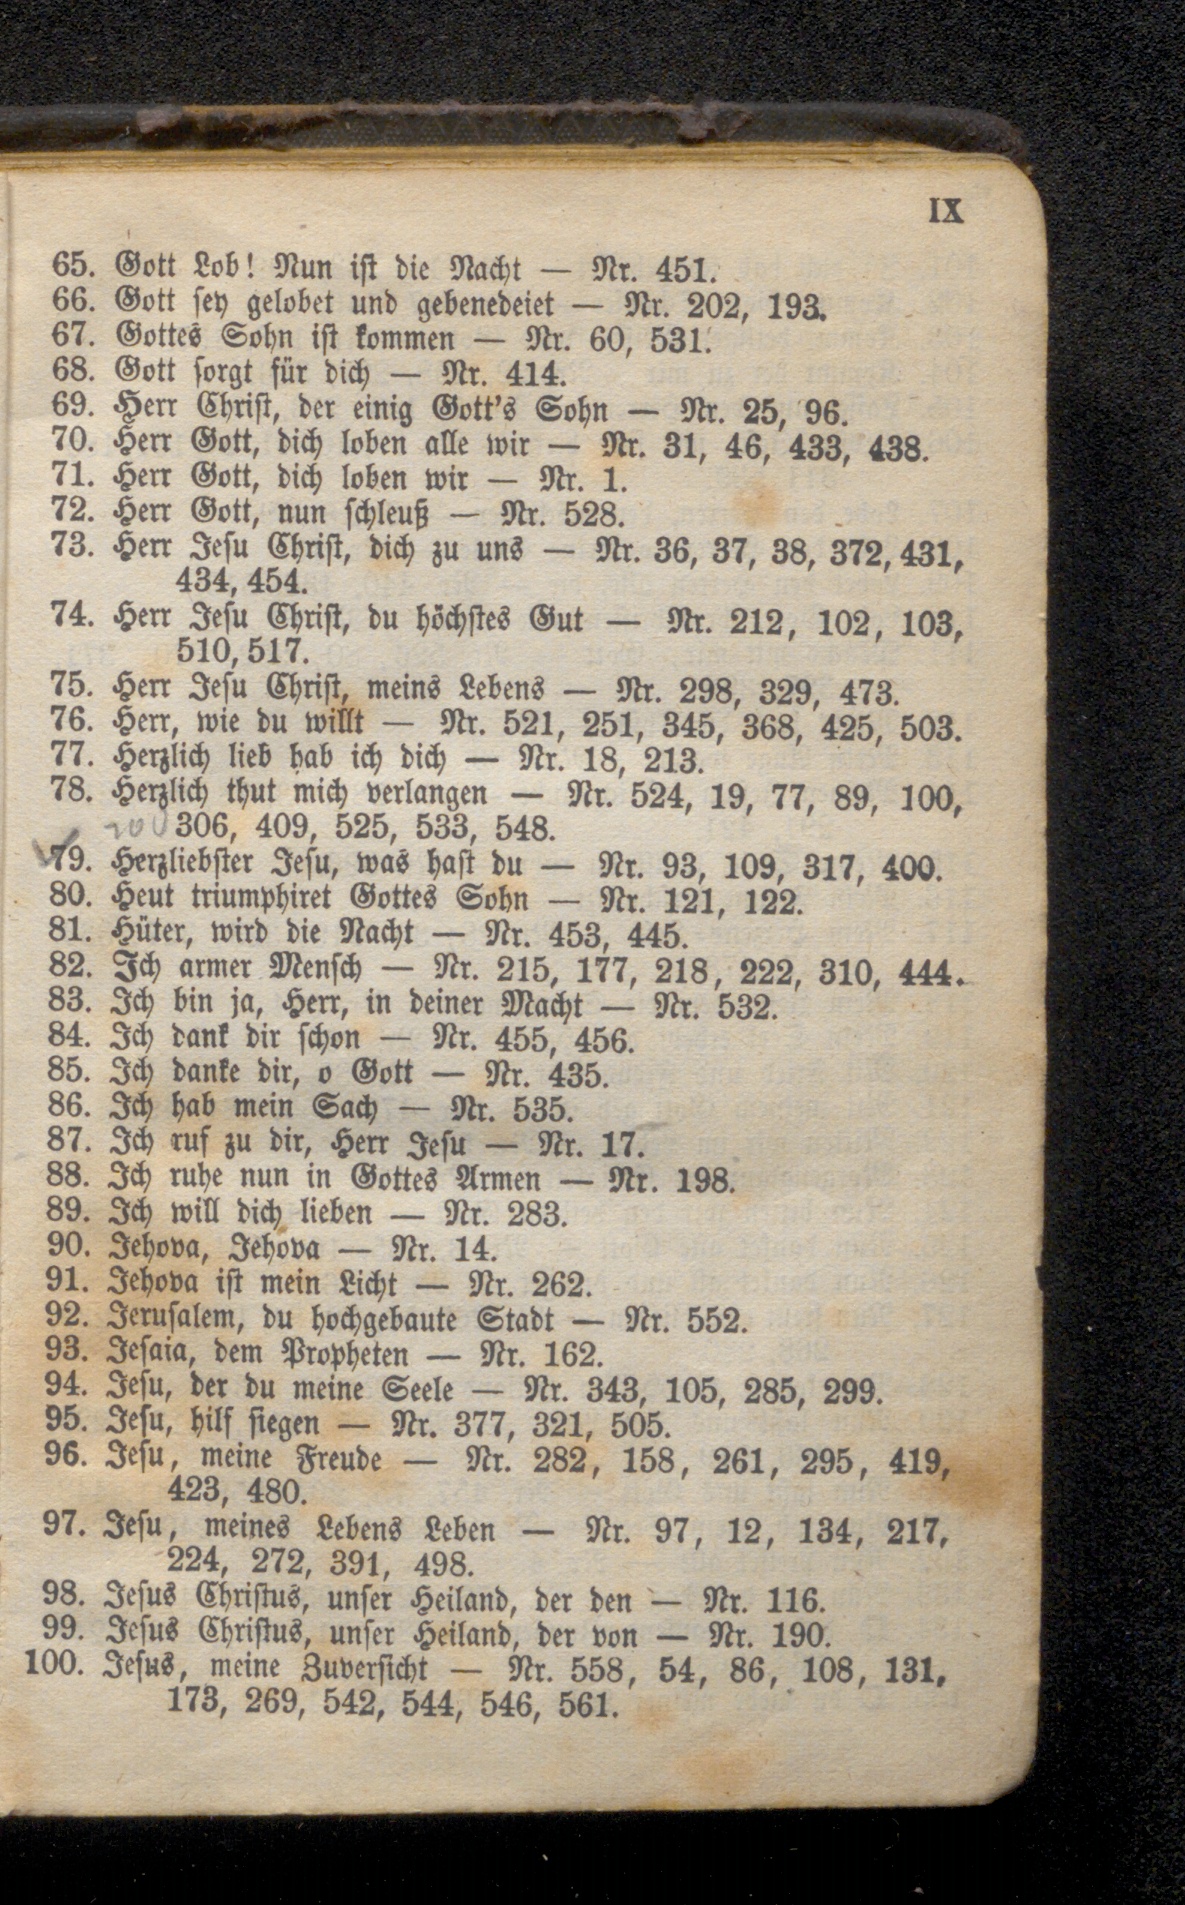 IX
65. Gott Lob! Nun ist die Nacht — Nr. 451.
66. Gott sey gelobet und gebenedeiet — Nr. 202, 193.
67. Gottes Sohn ist kommen — Nr. 60, 531.
68. Gott sorgt für dich — Nr. 414.
69. Herr Christ, der einig Gott's Sohn — Nr. 25, 96.
70. Herr Gott, dich loben alle wir — Nr. 31, 46, 433, 438.
71. Herr Gott, dich loben wir — Nr. 1.
72. Herr Gott, nun schleuß — Nr. 528.
73. Herr Jesu Christ, dich zu uns — Nr. 36, 37, 38, 372, 431,
434, 454.
74. Herr Jesu Christ, du höchstes Gut — Nr. 212, 102, 103,
510, 517.
75. Herr Jesu Christ, meins Lebens — Nr. 298, 329, 473.
76. Herr, wie du willt — Nr. 521, 251, 345, 368, 425, 503.
77. Herzlich lieb hab ich dich — Nr. 18, 213.
78. Herzlich thut mich verlangen — Nr. 524, 19, 77, 89, 100,
306, 409, 525, 533, 548.
79. Herzliebster Jesu, was hast du — Nr. 93, 109, 317, 400.
80. Heut triumphiret Gottes Sohn — Nr. 121, 122.
81. Hüter, wird die Nacht — Nr. 453, 445.
82. Ich armer Mensch — Nr. 215, 177, 218, 222, 310, 444.
83. Ich bin ja, Herr, in deiner Macht — Nr. 532.
84. Ich dank dir schon — Nr. 455, 456.
85. Ich danke dir, o Gott — Nr. 435.
86. Ich hab mein Sach — Nr. 535.
87. Ich ruf zu dir, Herr Jesu — Nr. 17.
88. Ich ruhe nun in Gottes Armen — Nr. 198.
89. Ich will dich lieben — Nr. 283.
90. Jehova, Jehova — Nr. 14.
91. Jehova ist mein Licht — Nr. 262.
92. Jerusalem, du hochgebaute Stadt — Nr. 552.
93. Jesaia, dem Propheten — Nr. 162.
94. Jesu, der du meine Seele — Nr. 343, 105, 285, 299.
95. Jesu, hilf siegen — Nr. 377, 321, 505.
96. Jesu, meine Freude — Nr. 282, 158, 261, 295, 419,
423, 480.
97. Jesu, meines Lebens Leben — Nr. 97, 12, 134, 217,
224, 272, 391, 498.
98. Jesus Christus, unser Heiland, der den — Nr. 116.
99. Jesus Christus, unser Heiland, der von — Nr. 190.
100. Jesus, meine Zuversicht — Nr. 558, 54, 86, 108, 131,
173, 269, 542, 544, 546, 561.